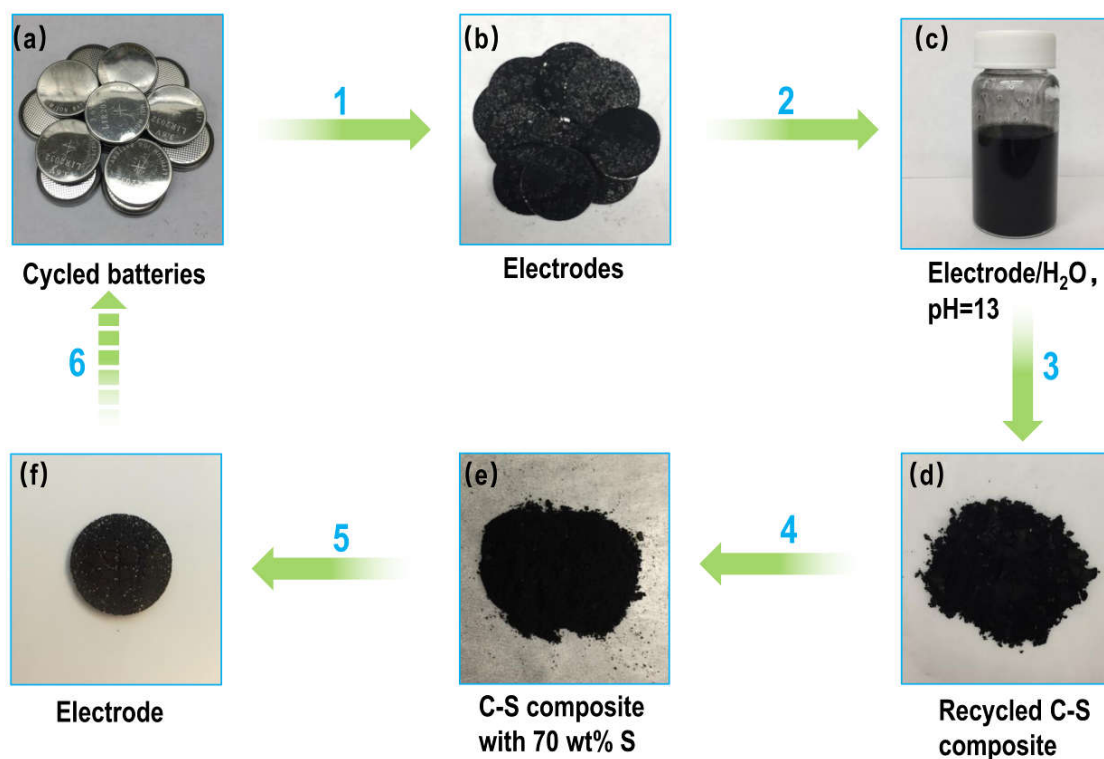 (a)
(b)
(c)
1
2
Cycled batteries
Electrodes
Electrode/H₂O,
pH=13
6
3
(f)
(e)
(d)
5
4
Electrode
C-S composite
with 70 wt% S
Recycled C-S
composite